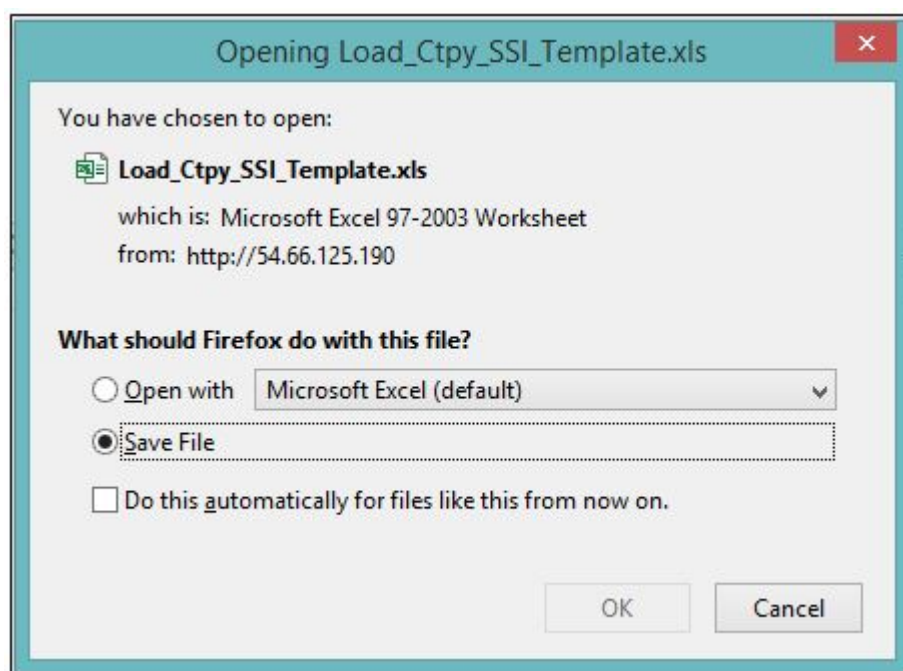 Opening Load_Ctpy_SSI_Template.xls
You have chosen to open:
Load_Ctpy_SSI_Template.xls
which is: Microsoft Excel 97-2003 Worksheet
from: http://54.66.125.190
What should Firefox do with this file?
Open with Microsoft Excel (default)
Save File
Do this automatically for files like this from now on.
OK Cancel